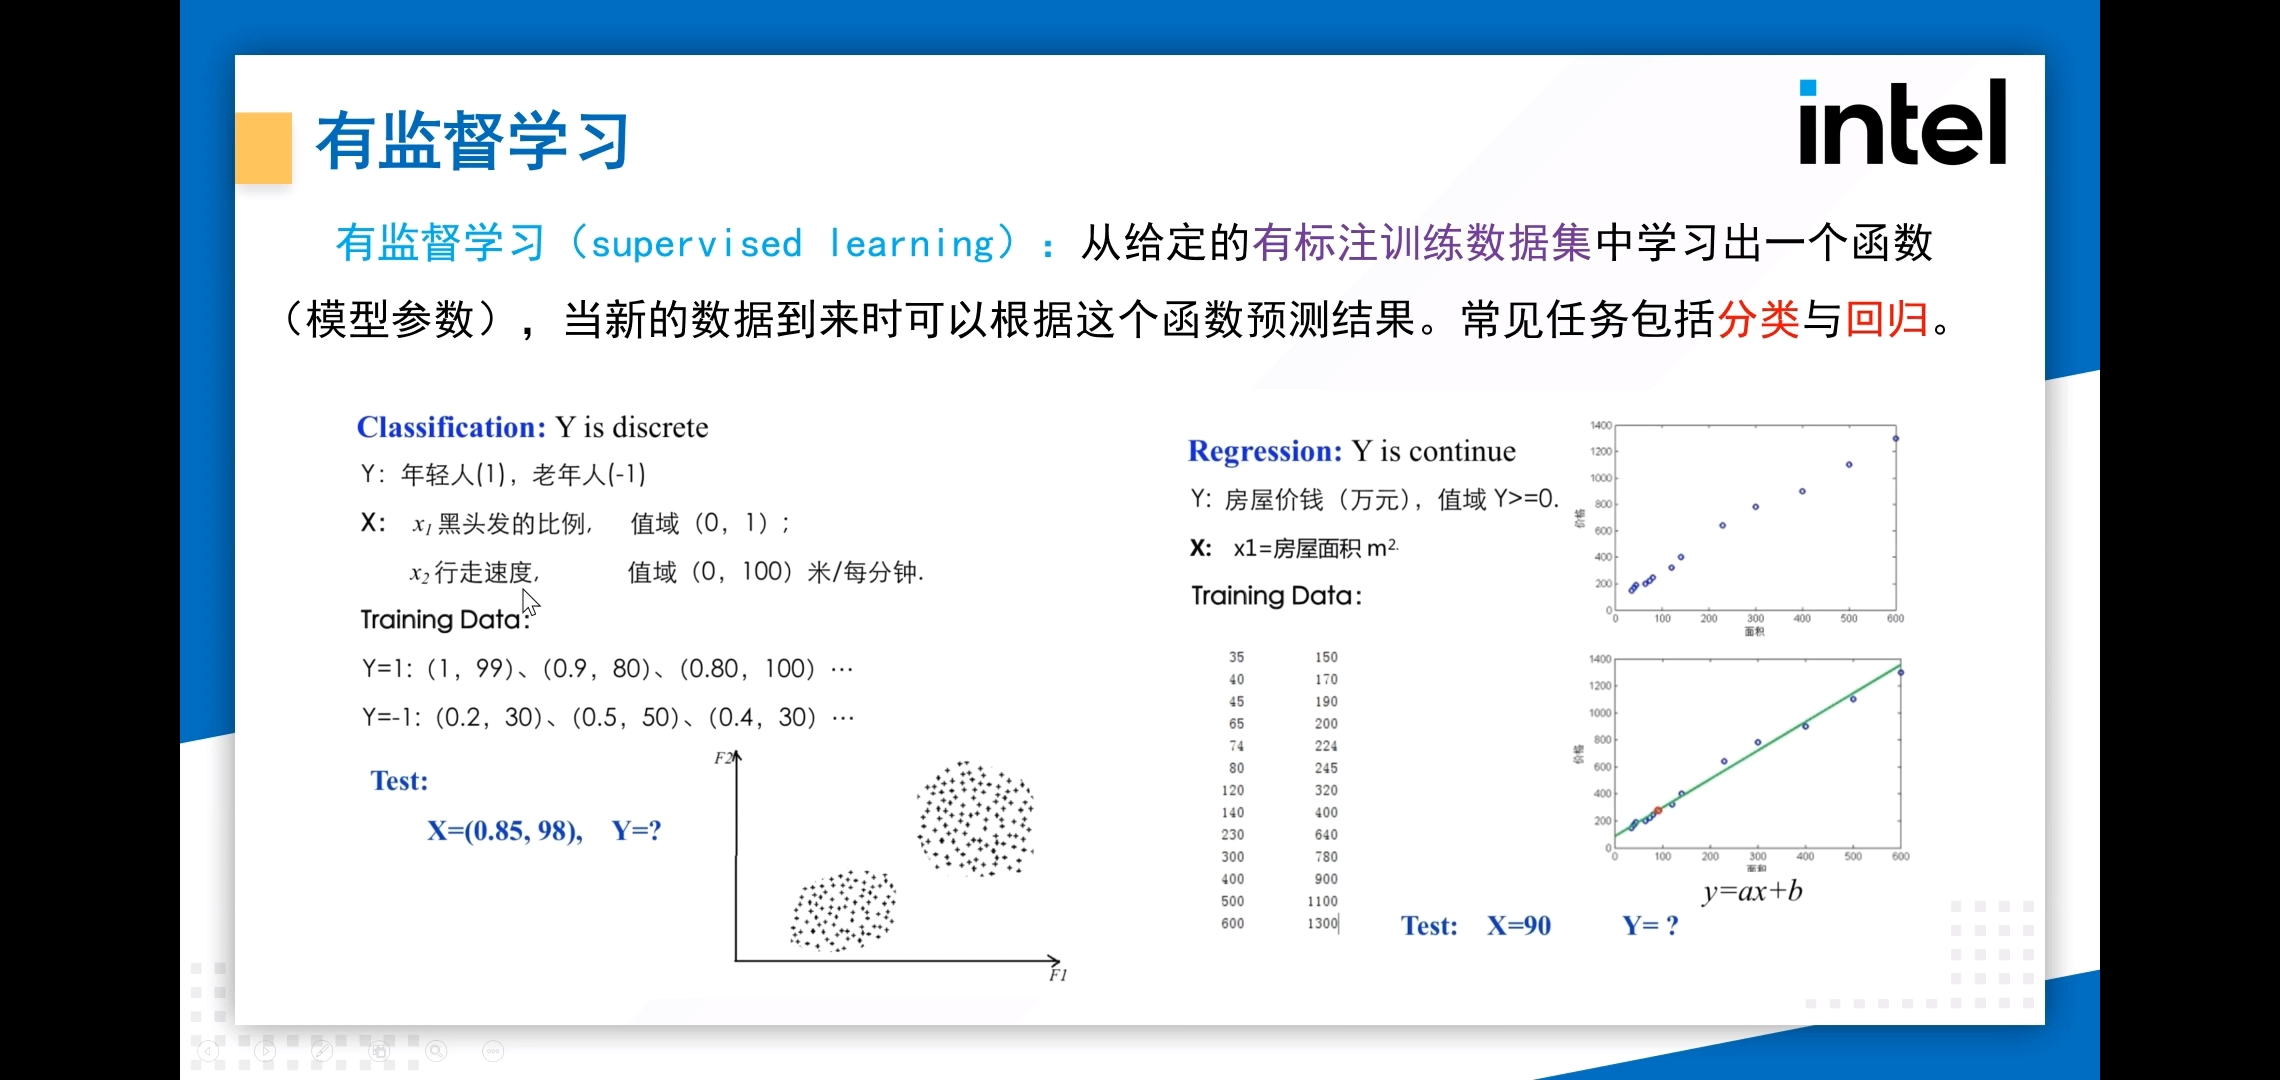 有监督学习
intel
有监督学习（supervised learning）：从给定的有标注训练数据集中学习出一个函数
（模型参数），当新的数据到来时可以根据这个函数预测结果。常见任务包括分类与回归。
Classification: Y is discrete
Y：年轻人(1)，老年人(-1)
X： x1 黑头发的比例, 值域（0，1）；
x2 行走速度, 值域（0，100）米/每分钟.
Training Data:
Y=1:（1，99）、（0.9，80）、（0.80，100）…
Y=-1:（0.2，30）、（0.5，50）、（0.4，30）…
Test:
X=(0.85, 98), Y=?
F2
F1
Regression: Y is continue
Y: 房屋价钱（万元），值域 Y>=0.
X: x1=房屋面积 m2.
Training Data:
35 150
40 170
45 190
65 200
74 224
80 245
120 320
140 400
230 640
300 780
400 900
500 1100
600 1300
Test: X=90 Y= ?
1400
1200
1000
800
600
400
200
0
价格
0 100 200 300 400 500 600
面积
1400
1200
1000
800
600
400
200
0
价格
0 100 200 300 400 500 600
面积
y=ax+b